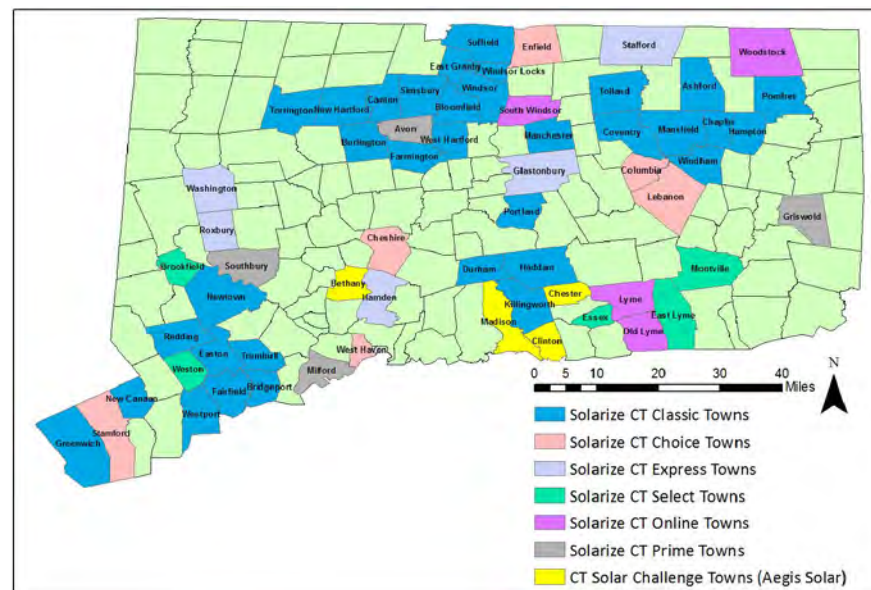 Suffield
Enfield
Stafford
Woodstock
East Granby
Windsor Locks
Simsbury
Windsor
Canton
Tolland
Ashford
Pomfret
Torrington
New Hartford
Bloomfield
South Windsor
Avon
West Hartford
Manchester
Coventry
Mansfield
Chaplin
Hampton
Burlington
Farmington
Windham
Glastonbury
Columbia
Washington
Lebanon
Portland
Griswold
Roxbury
Cheshire
Brookfield
Southbury
Durham
Haddam
Montville
Bethany
Newtown
Hamden
Chester
Lyme
Killingworth
Essex
East Lyme
Madison
Redding
Clinton
Old Lyme
Easton
Trumbull
West Haven
Weston
Milford
Fairfield
Bridgeport
New Canaan
Westport
Stamford
Greenwich
N
0 5 10 20 30 40
Miles
Solarize CT Classic Towns
Solarize CT Choice Towns
Solarize CT Express Towns
Solarize CT Select Towns
Solarize CT Online Towns
Solarize CT Prime Towns
CT Solar Challenge Towns (Aegis Solar)